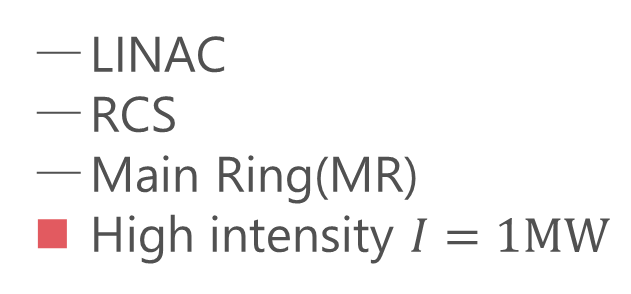 — LINAC
— RCS
— Main Ring(MR)
■ High intensity 𝐼 = 1MW